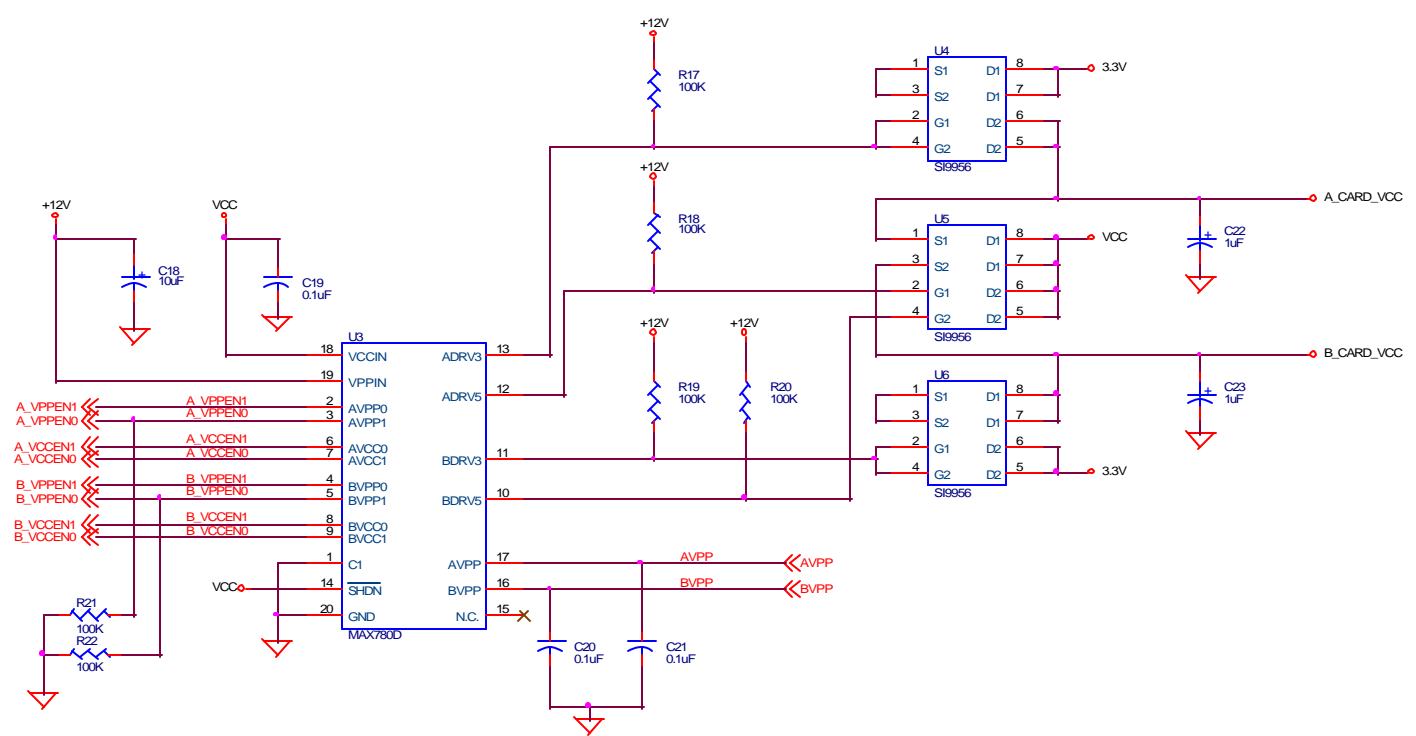 +12V
R17
100K
U4
1 S1 D1 8
3.3V
3 S2 D1 7
2 G1 D2 6
4 G2 D2 5
SI9956
+12V
R18
100K
A_CARD_VCC
C22
1uF
+
U5
1 S1 D1 8
VCC
3 S2 D1 7
2 G1 D2 6
4 G2 D2 5
SI9956
+12V
VCC
C18
10uF
+
C19
0.1uF
+12V
+12V
R19
100K
R20
100K
B_CARD_VCC
C23
1uF
+
U6
1 S1 D1 8
3 S2 D1 7
2 G1 D2 6
4 G2 D2 5
3.3V
SI9956
U3
18 VCCIN ADRV3 13
19 VPPIN
ADRV5 12
A_VPPEN1 A_VPPEN1 2 AVPP0
A_VPPEN0 A_VPPEN0 3 AVPP1
A_VCCEN1 A_VCCEN1 6 AVCC0
A_VCCEN0 A_VCCEN0 7 AVCC1
BDRV3 11
B_VPPEN1 B_VPPEN1 4 BVPP0
B_VPPEN0 B_VPPEN0 5 BVPP1
BDRV5 10
B_VCCEN1 B_VCCEN1 8 BVCC0
B_VCCEN0 B_VCCEN0 9 BVCC1
1 C1 AVPP 17 AVPP AVPP
VCC 14 SHDN BVPP 16 BVPP BVPP
20 GND N.C. 15
MAX780D
R21
100K
R22
100K
C20
0.1uF
C21
0.1uF